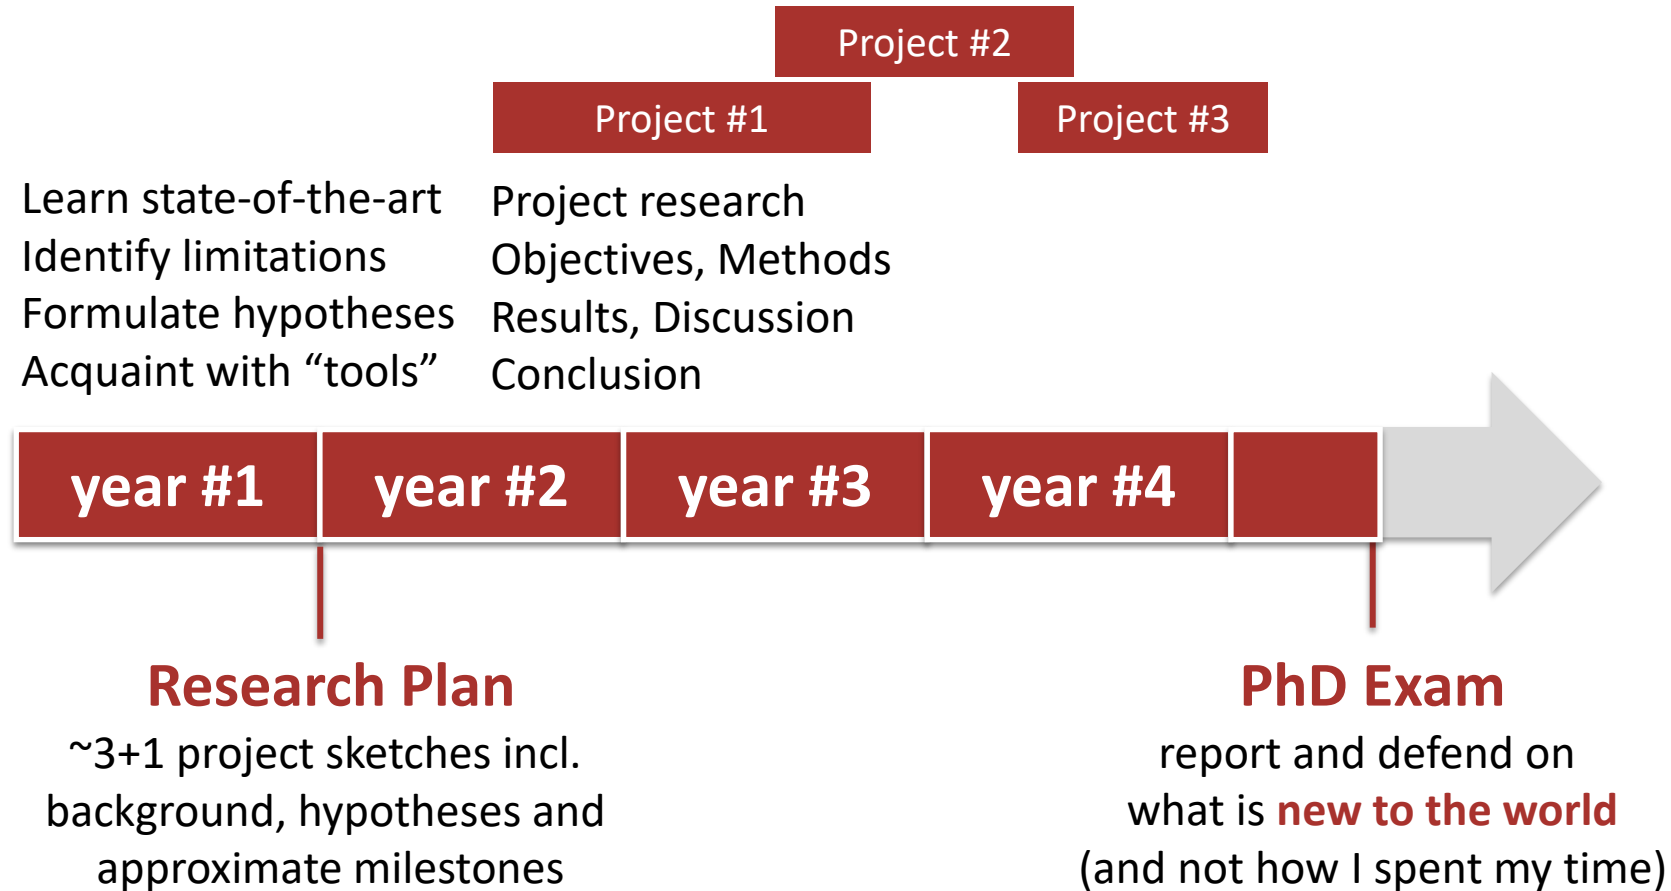 Project #2
Project #1
Project #3
Learn state-of-the-art
Identify limitations
Formulate hypotheses
Acquaint with “tools”
Project research
Objectives, Methods
Results, Discussion
Conclusion
year #1
year #2
year #3
year #4
Research Plan
~3+1 project sketches incl.
background, hypotheses and
approximate milestones
PhD Exam
report and defend on
what is new to the world
(and not how I spent my time)